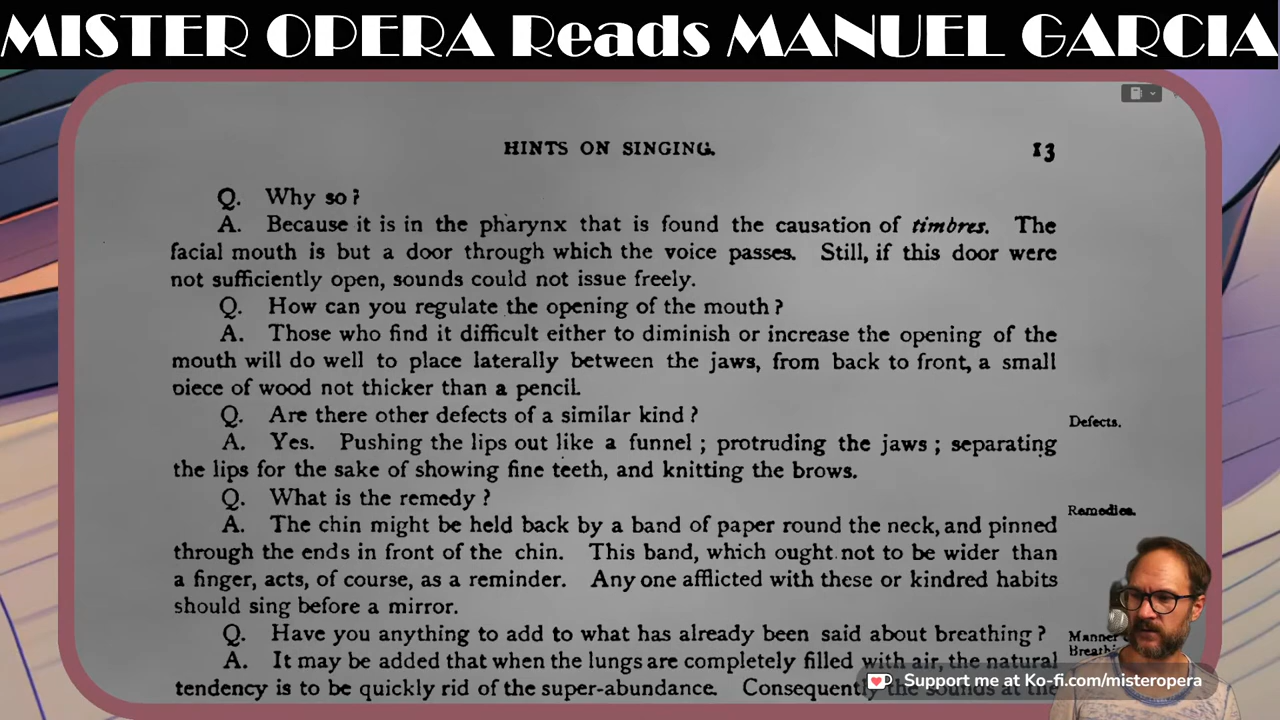 MISTER OPERA Reads MANUEL GARCIA
HINTS ON SINGING. 13
Q. Why so?
A. Because it is in the pharynx that is found the causation of timbres. The
facial mouth is but a door through which the voice passes. Still, if this door were
not sufficiently open, sounds could not issue freely.
Q. How can you regulate the opening of the mouth?
A. Those who find it difficult either to diminish or increase the opening of the
mouth will do well to place laterally between the jaws, from back to front, a small
piece of wood not thicker than a pencil.
Q. Are there other defects of a similar kind?
Defects.
A. Yes. Pushing the lips out like a funnel; protruding the jaws; separating
the lips for the sake of showing fine teeth, and knitting the brows.
Q. What is the remedy?
Remedies.
A. The chin might be held back by a band of paper round the neck, and pinned
through the ends in front of the chin. This band, which ought not to be wider than
a finger, acts, of course, as a reminder. Any one afflicted with these or kindred habits
should sing before a mirror.
Q. Have you anything to add to what has already been said about breathing?
Manner
A. It may be added that when the lungs are completely filled with air, the natural
tendency is to be quickly rid of the super-abundance. Consequently the sounds at the
Support me at Ko-fi.com/misteropera